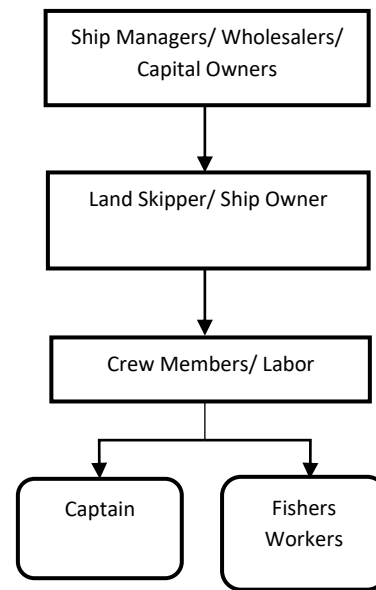 Ship Managers/ Wholesalers/
Capital Owners
Land Skipper/ Ship Owner
Crew Members/ Labor
Captain
Fishers
Workers